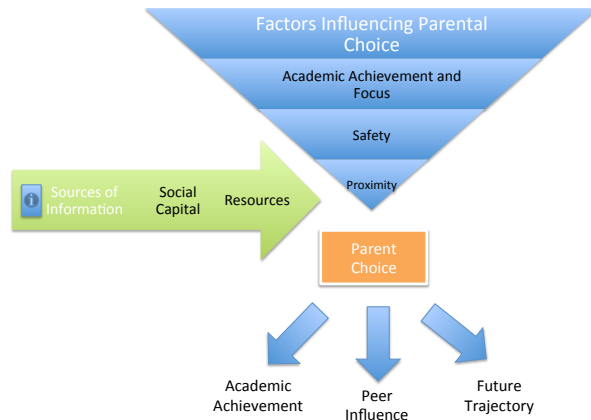 Factors Influencing Parental
Choice
Academic Achievement and
Focus
Safety
Proximity
Sources of
Information
Social
Capital
Resources
Parent
Choice
Academic
Achievement
Peer
Influence
Future
Trajectory